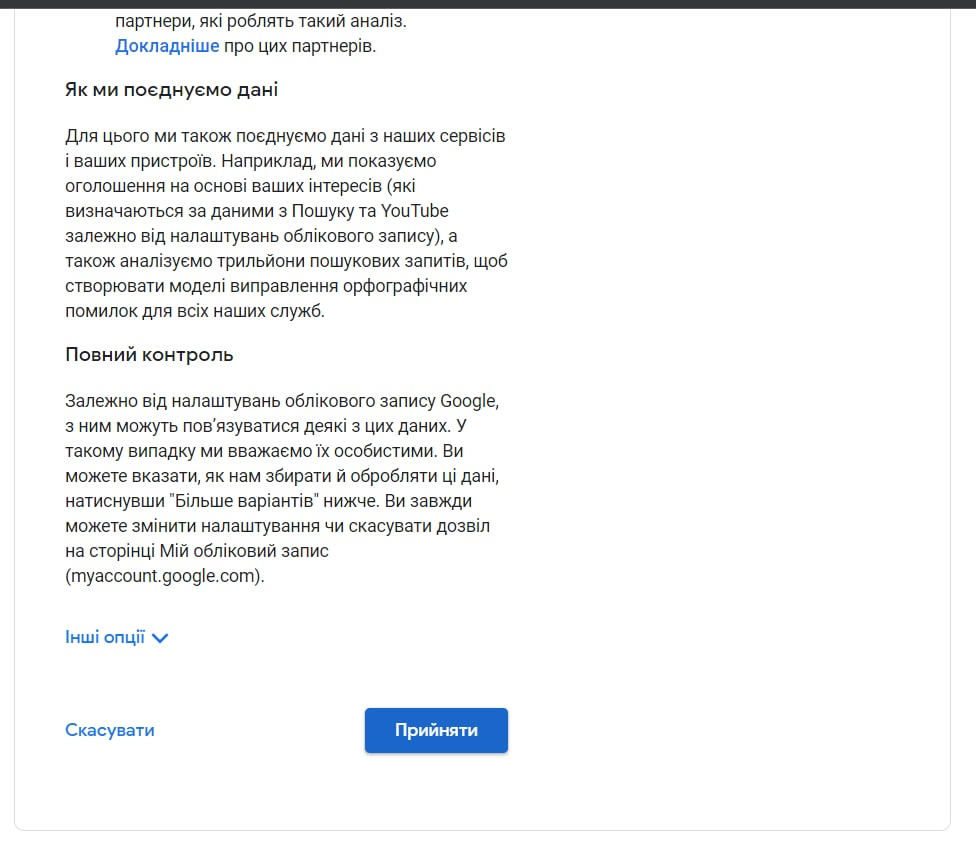 партнери, які роблять такий аналіз.
Докладніше про цих партнерів.
Як ми поєднуємо дані
Для цього ми також поєднуємо дані з наших сервісів
і ваших пристроїв. Наприклад, ми показуємо
оголошення на основі ваших інтересів (які
визначаються за даними з Пошуку та YouTube
залежно від налаштувань облікового запису), а
також аналізуємо трильйони пошукових запитів, щоб
створювати моделі виправлення орфографічних
помилок для всіх наших служб.
Повний контроль
Залежно від налаштувань облікового запису Google,
з ним можуть пов’язуватися деякі з цих даних. У
такому випадку ми вважаємо їх особистими. Ви
можете вказати, як нам збирати й обробляти ці дані,
натиснувши "Більше варіантів" нижче. Ви завжди
можете змінити налаштування чи скасувати дозвіл
на сторінці Мій обліковий запис
(myaccount.google.com).
Інші опції
Скасувати
Прийняти